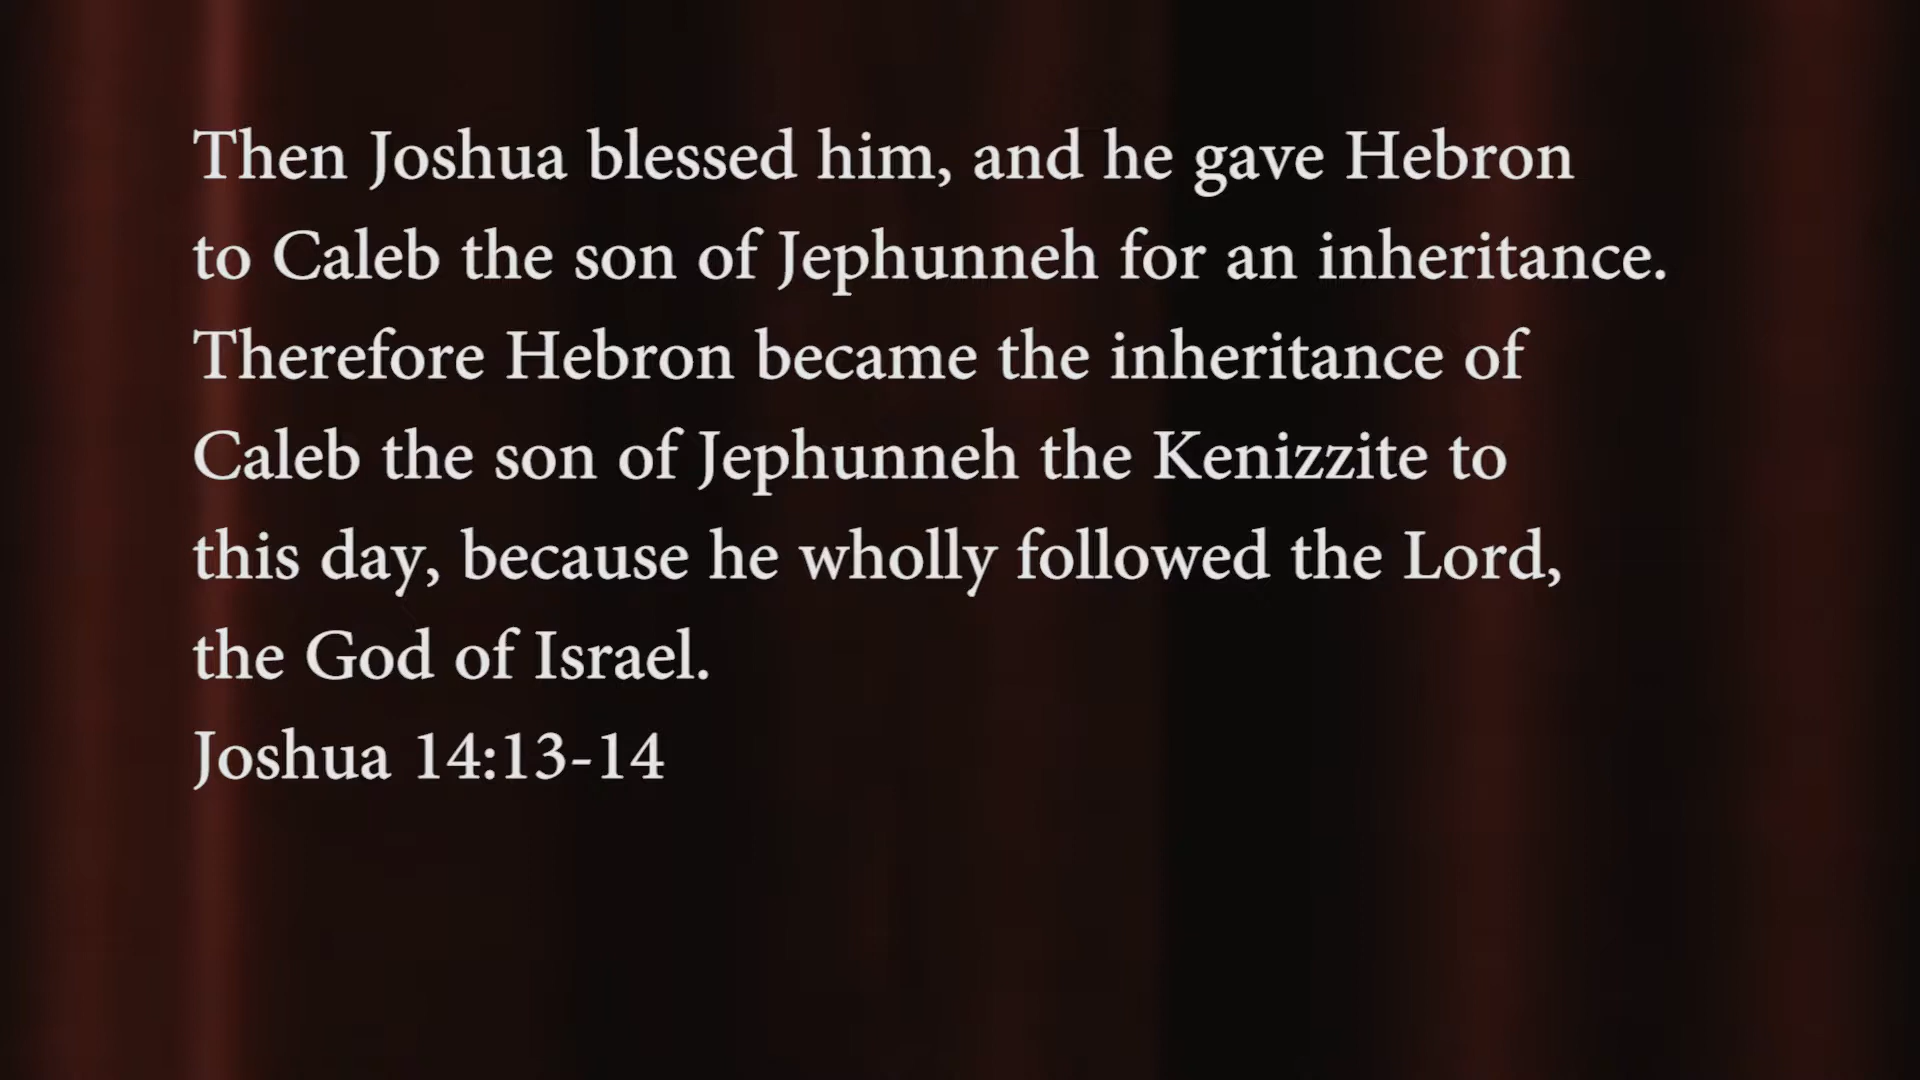 Then Joshua blessed him, and he gave Hebron
to Caleb the son of Jephunneh for an inheritance.
Therefore Hebron became the inheritance of
Caleb the son of Jephunneh the Kenizzite to
this day, because he wholly followed the Lord,
the God of Israel.
Joshua 14:13-14